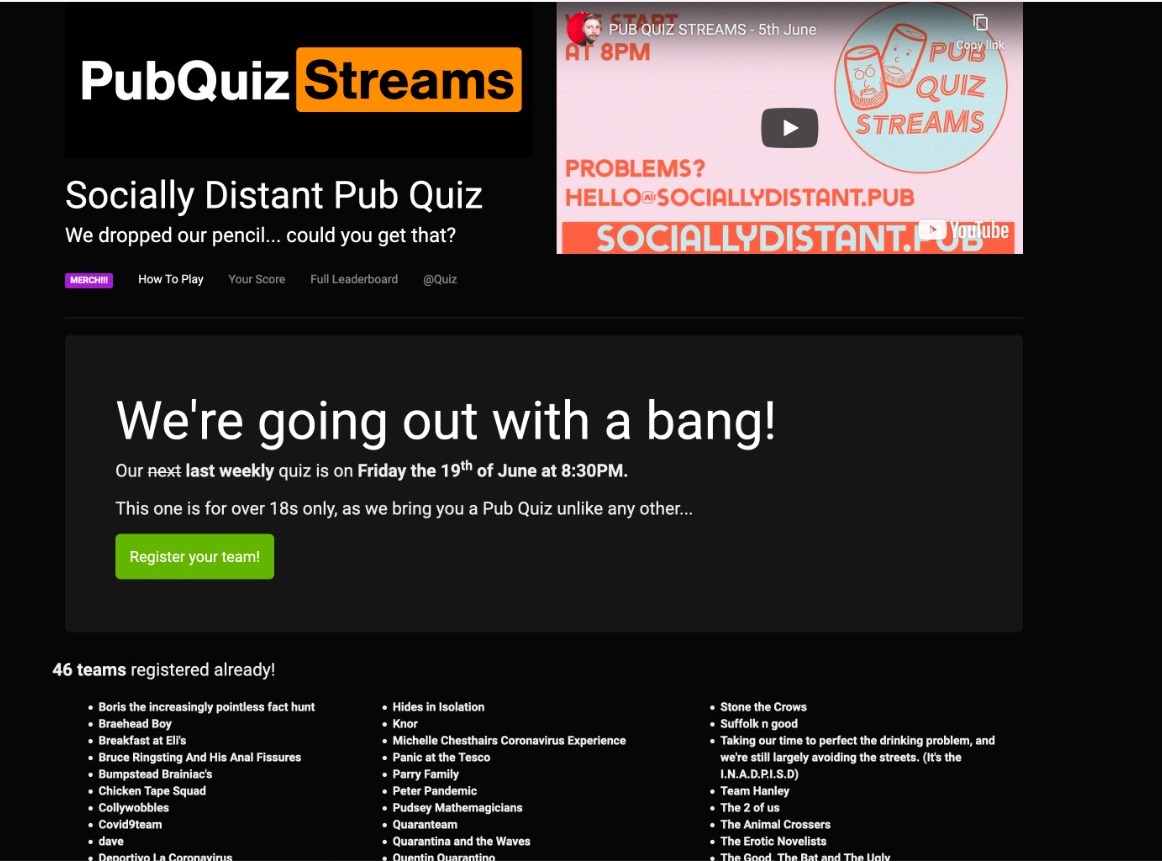 PubQuiz Streams
WE START
AT 8PM
PUB QUIZ STREAMS - 5th June
Copy link
PUB
QUIZ
STREAMS
PROBLEMS?
HELLO@SOCIALLYDISTANT.PUB
SOCIALLYDISTANT.PUB
YouTube
Socially Distant Pub Quiz
We dropped our pencil... could you get that?
MERCH!!! How To Play Your Score Full Leaderboard @Quiz
We're going out with a bang!
Our next last weekly quiz is on Friday the 19th of June at 8:30PM.
This one is for over 18s only, as we bring you a Pub Quiz unlike any other...
Register your team!
46 teams registered already!
Boris the increasingly pointless fact hunt
Braehead Boy
Breakfast at Eli's
Bruce Ringsting And His Anal Fissures
Bumpstead Brainiac's
Chicken Tape Squad
Collywobbles
Covid9team
dave
Deportivo La Coronavirus
Hides in Isolation
Knor
Michelle Chesthairs Coronavirus Experience
Panic at the Tesco
Parry Family
Peter Pandemic
Pudsey Mathemagicians
Quaranteam
Quarantina and the Waves
Quentin Quarantino
Stone the Crows
Suffolk n good
Taking our time to perfect the drinking problem, and
we're still largely avoiding the streets. (It's the
I.N.A.D.P.I.S.D)
Team Hanley
The 2 of us
The Animal Crossers
The Erotic Novelists
The Good, The Bat and The Ugly